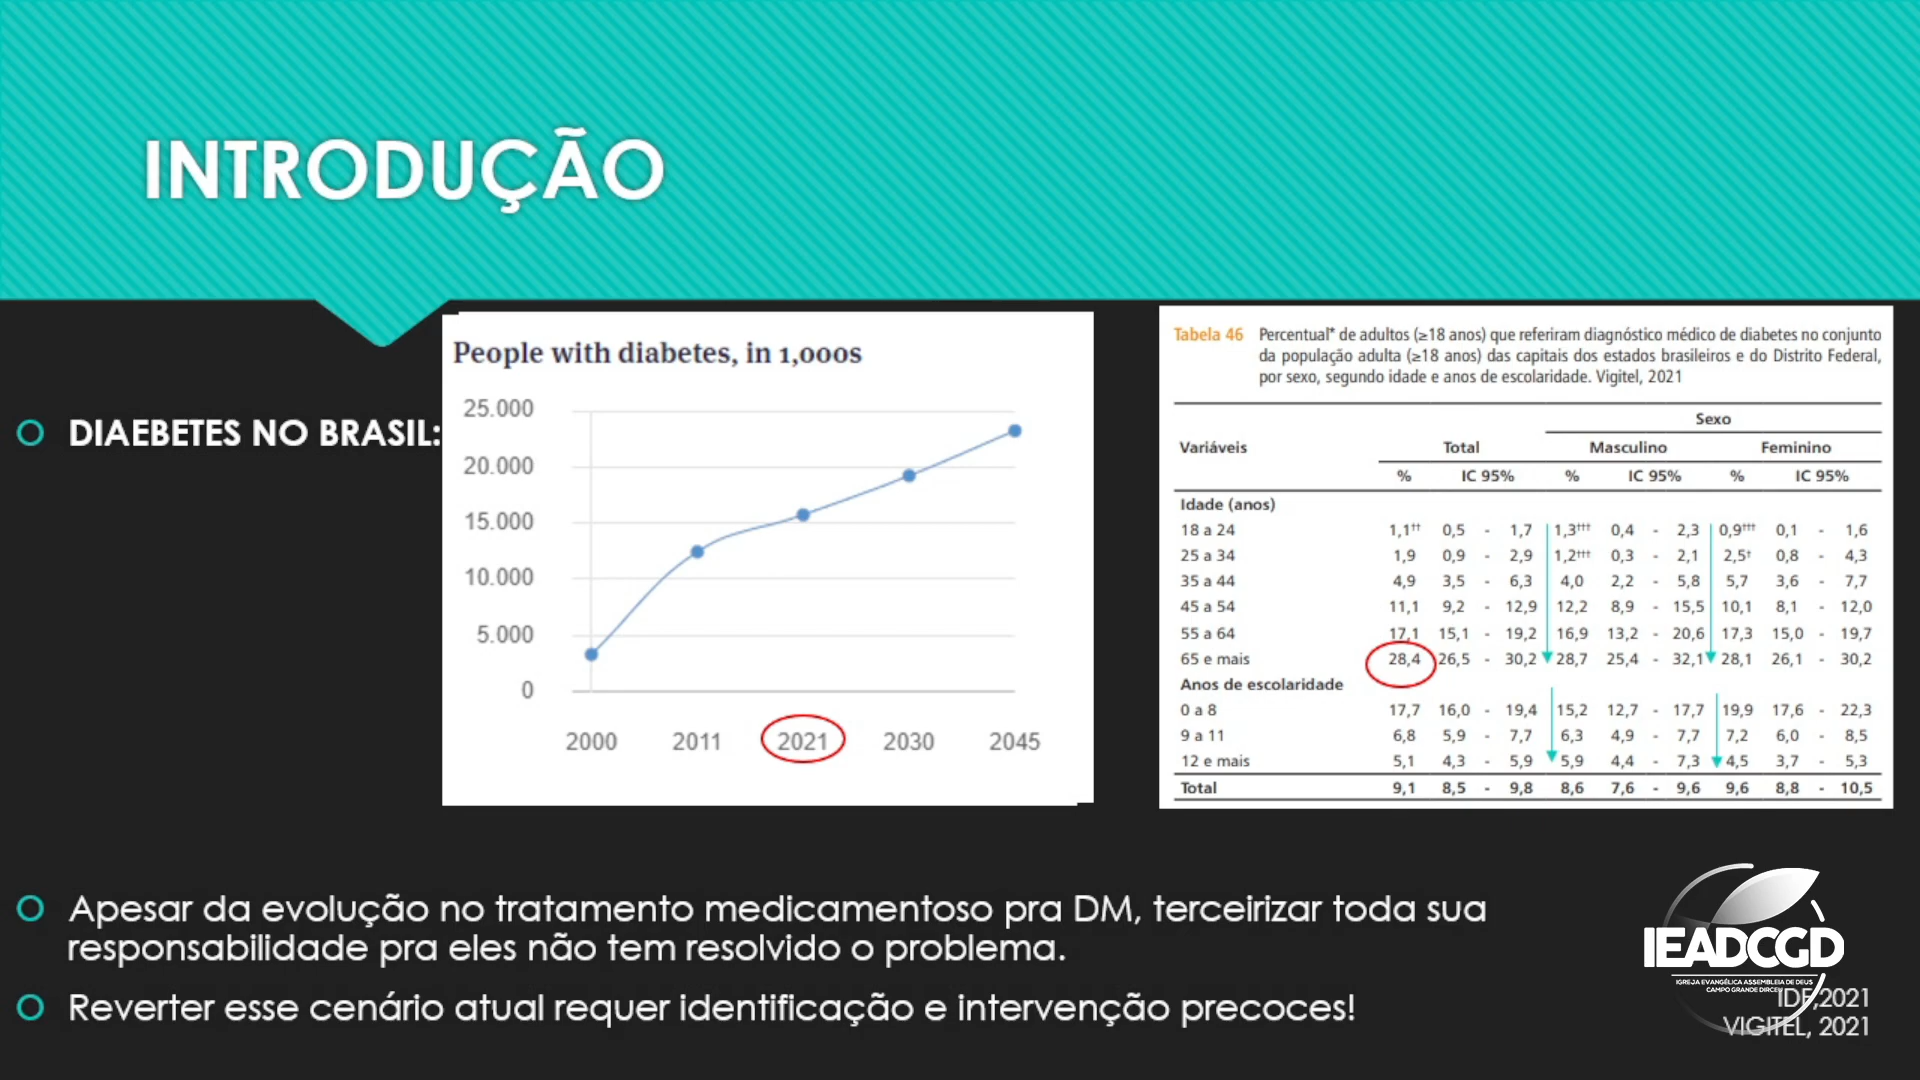 INTRODUÇÃO
DIAEBETES NO BRASIL:
People with diabetes, in 1,000s
25.000
20.000
15.000
10.000
5.000
0
2000 2011 2021 2030 2045
Tabela 46 Percentual* de adultos (≥18 anos) que referiram diagnóstico médico de diabetes no conjunto
da população adulta (≥18 anos) das capitais dos estados brasileiros e do Distrito Federal,
por sexo, segundo idade e anos de escolaridade. Vigitel, 2021
Sexo
Variáveis Total Masculino Feminino
% IC 95% % IC 95% % IC 95%
Idade (anos)
18 a 24 1,1†† 0,5 - 1,7 1,3††† 0,4 - 2,3 0,9††† 0,1 - 1,6
25 a 34 1,9 0,9 - 2,9 1,2††† 0,3 - 2,1 2,5† 0,8 - 4,3
35 a 44 4,9 3,5 - 6,3 4,0 2,2 - 5,8 5,7 3,6 - 7,7
45 a 54 11,1 9,2 - 12,9 12,2 8,9 - 15,5 10,1 8,1 - 12,0
55 a 64 17,1 15,1 - 19,2 16,9 13,2 - 20,6 17,3 15,0 - 19,7
65 e mais 28,4 26,5 - 30,2 28,7 25,4 - 32,1 28,1 26,1 - 30,2
Anos de escolaridade
0 a 8 17,7 16,0 - 19,4 15,2 12,7 - 17,7 19,9 17,6 - 22,3
9 a 11 6,8 5,9 - 7,7 6,3 4,9 - 7,7 7,2 6,0 - 8,5
12 e mais 5,1 4,3 - 5,9 5,9 4,4 - 7,3 4,5 3,7 - 5,3
Total 9,1 8,5 - 9,8 8,6 7,6 - 9,6 9,6 8,8 - 10,5
Apesar da evolução no tratamento medicamentoso pra DM, terceirizar toda sua
responsabilidade pra eles não tem resolvido o problema.
Reverter esse cenário atual requer identificação e intervenção precoces!
IEADCGD
IGREJA EVANGÉLICA ASSEMBLEIA DE DEUS
CAMPO GRANDE DIRCEU
IDF,2021
VIGITEL, 2021